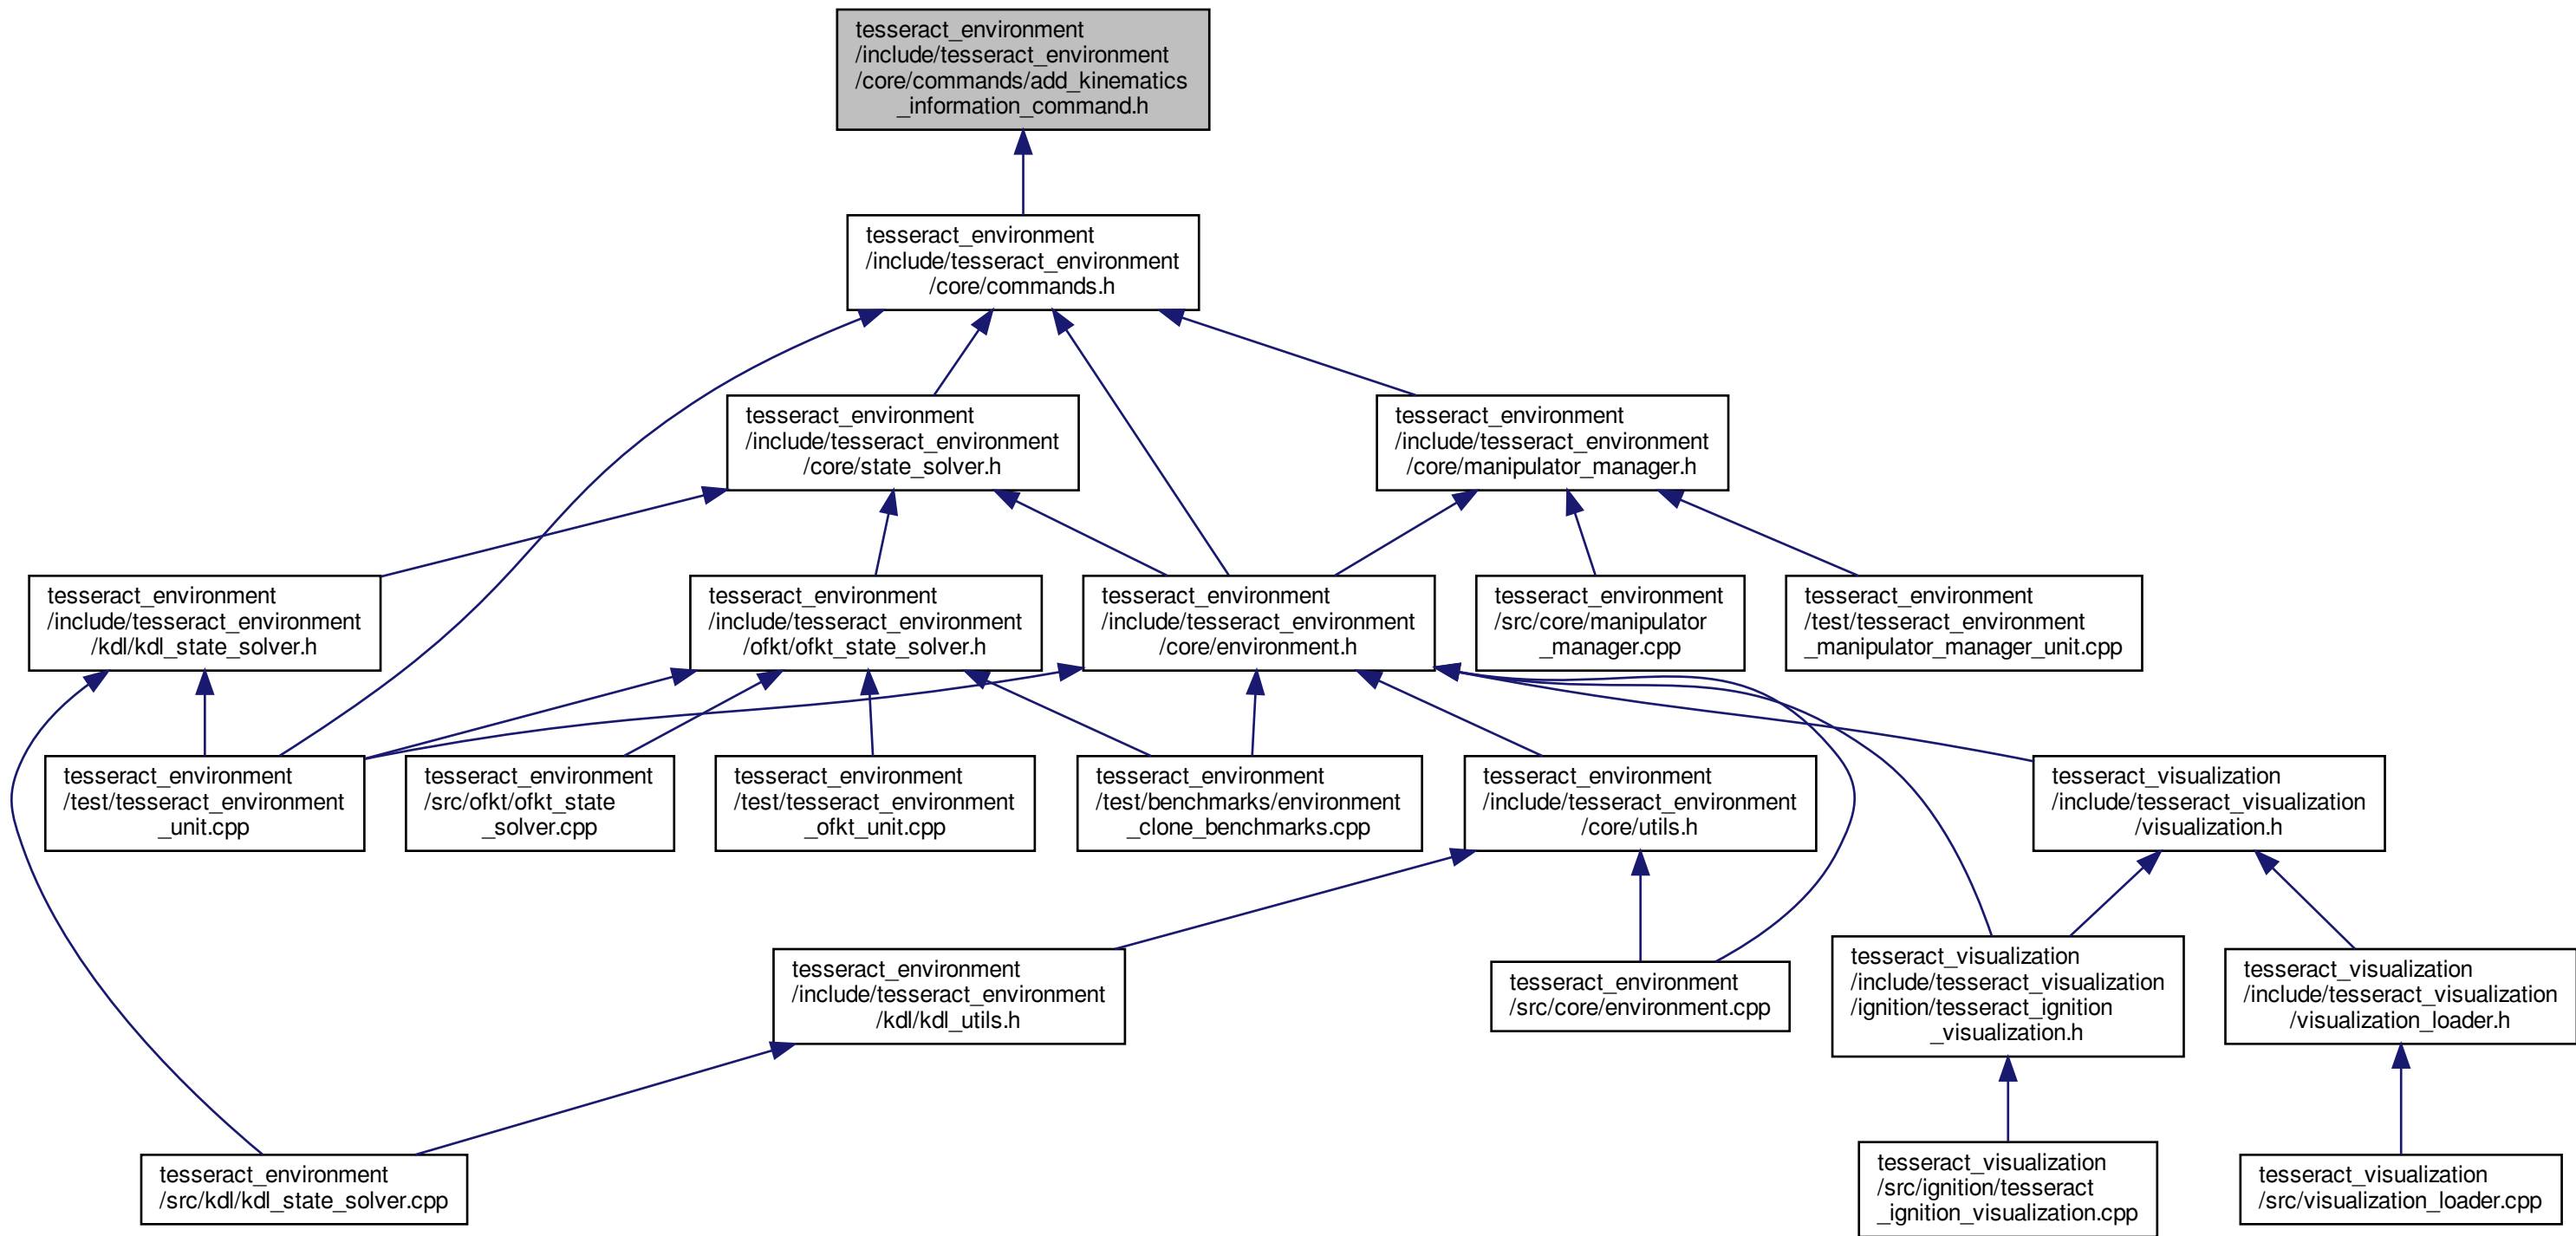 tesseract_environment
/include/tesseract_environment
/core/commands/add_kinematics
_information_command.h
tesseract_environment
/include/tesseract_environment
/core/commands.h
tesseract_environment
/include/tesseract_environment
/core/state_solver.h
tesseract_environment
/include/tesseract_environment
/core/manipulator_manager.h
tesseract_environment
/include/tesseract_environment
/kdl/kdl_state_solver.h
tesseract_environment
/include/tesseract_environment
/ofkt/ofkt_state_solver.h
tesseract_environment
/include/tesseract_environment
/core/environment.h
tesseract_environment
/src/core/manipulator
_manager.cpp
tesseract_environment
/test/tesseract_environment
_manipulator_manager_unit.cpp
tesseract_environment
/test/tesseract_environment
_unit.cpp
tesseract_environment
/src/ofkt/ofkt_state
_solver.cpp
tesseract_environment
/test/tesseract_environment
_ofkt_unit.cpp
tesseract_environment
/test/benchmarks/environment
_clone_benchmarks.cpp
tesseract_environment
/include/tesseract_environment
/core/utils.h
tesseract_visualization
/include/tesseract_visualization
/visualization.h
tesseract_environment
/include/tesseract_environment
/kdl/kdl_utils.h
tesseract_environment
/src/core/environment.cpp
tesseract_visualization
/include/tesseract_visualization
/ignition/tesseract_ignition
_visualization.h
tesseract_visualization
/include/tesseract_visualization
/visualization_loader.h
tesseract_environment
/src/kdl/kdl_state_solver.cpp
tesseract_visualization
/src/ignition/tesseract
_ignition_visualization.cpp
tesseract_visualization
/src/visualization_loader.cpp